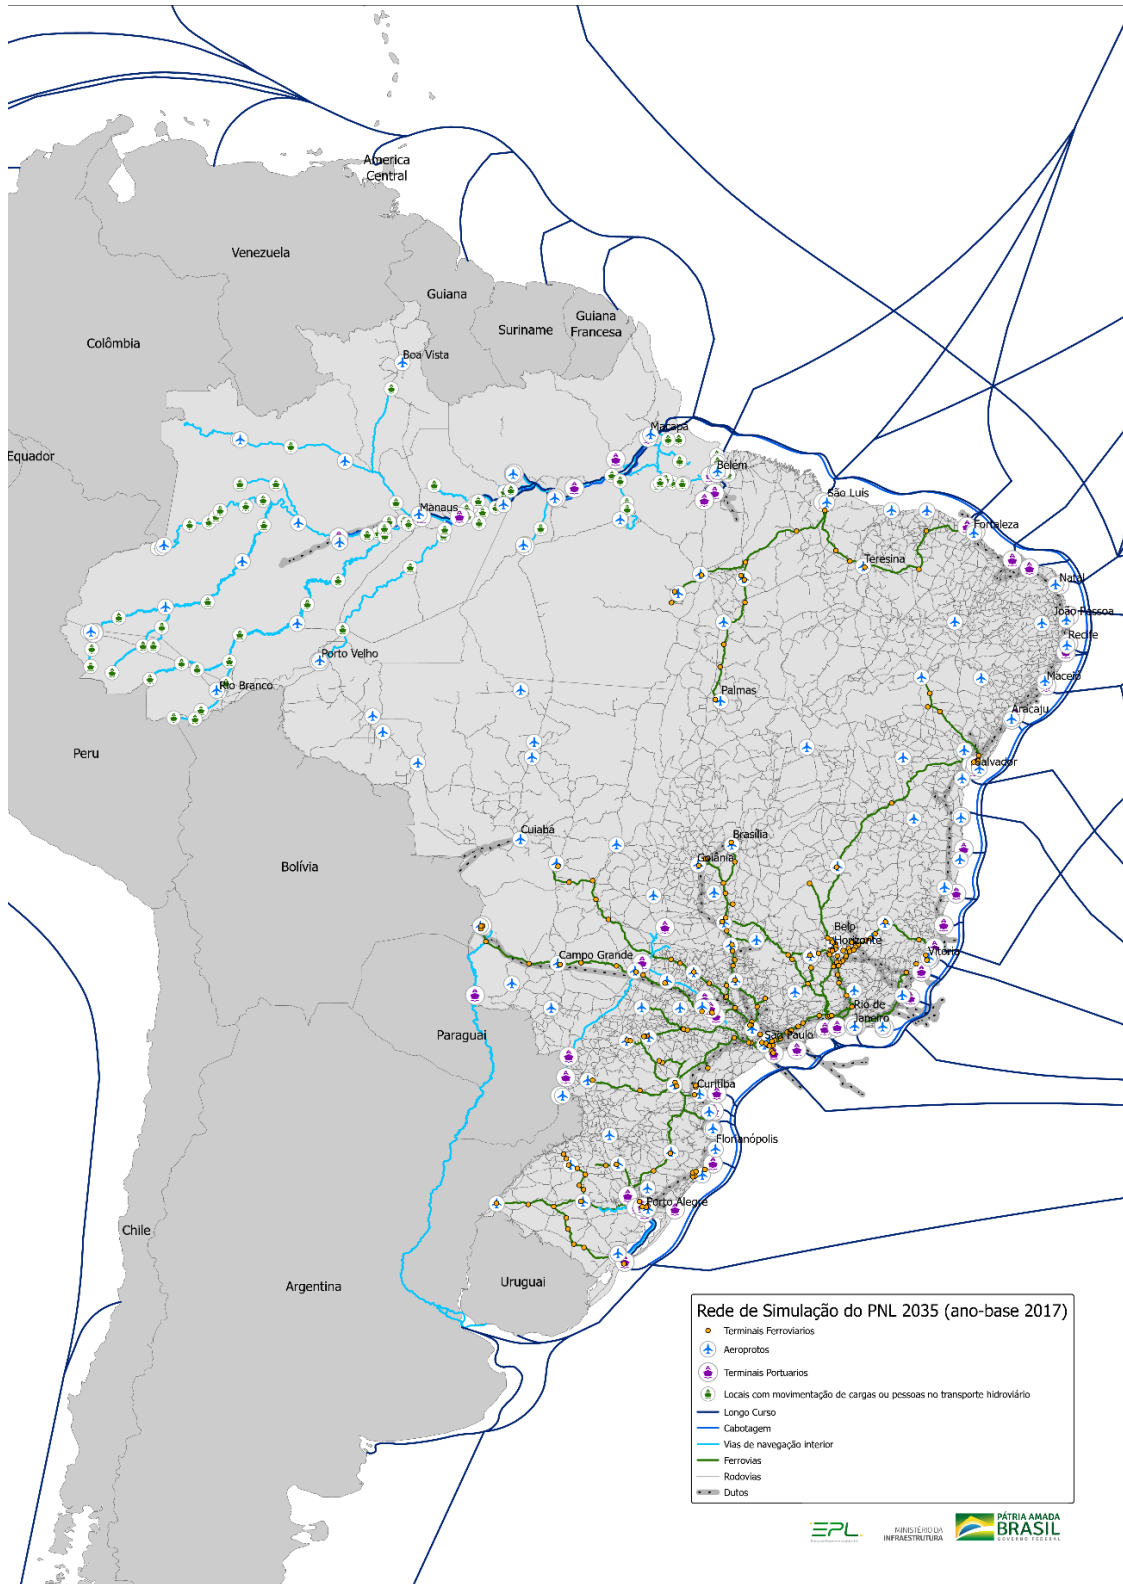 America
Central
Venezuela
Guiana
Suriname
Guiana
Francesa
Colômbia
Boa Vista
Equador
Macapá
Belém
Manaus
São Luís
Fortaleza
Teresina
Natal
João Pessoa
Recife
Porto Velho
Rio Branco
Palmas
Maceió
Aracaju
Salvador
Peru
Cuiabá
Brasília
Goiânia
Bolívia
Belo
Horizonte
Vitória
Campo Grande
Rio de
Janeiro
Paraguai
São Paulo
Curitiba
Florianópolis
Porto Alegre
Chile
Argentina
Uruguai
Rede de Simulação do PNL 2035 (ano-base 2017)
Terminais Ferroviarios
Aeroprotos
Terminais Portuarios
Locais com movimentação de cargas ou pessoas no transporte hidroviário
Longo Curso
Cabotagem
Vias de navegação interior
Ferrovias
Rodovias
Dutos
EPL
MINISTÉRIO DA
INFRAESTRUTURA
PÁTRIA AMADA
BRASIL
GOVERNO FEDERAL